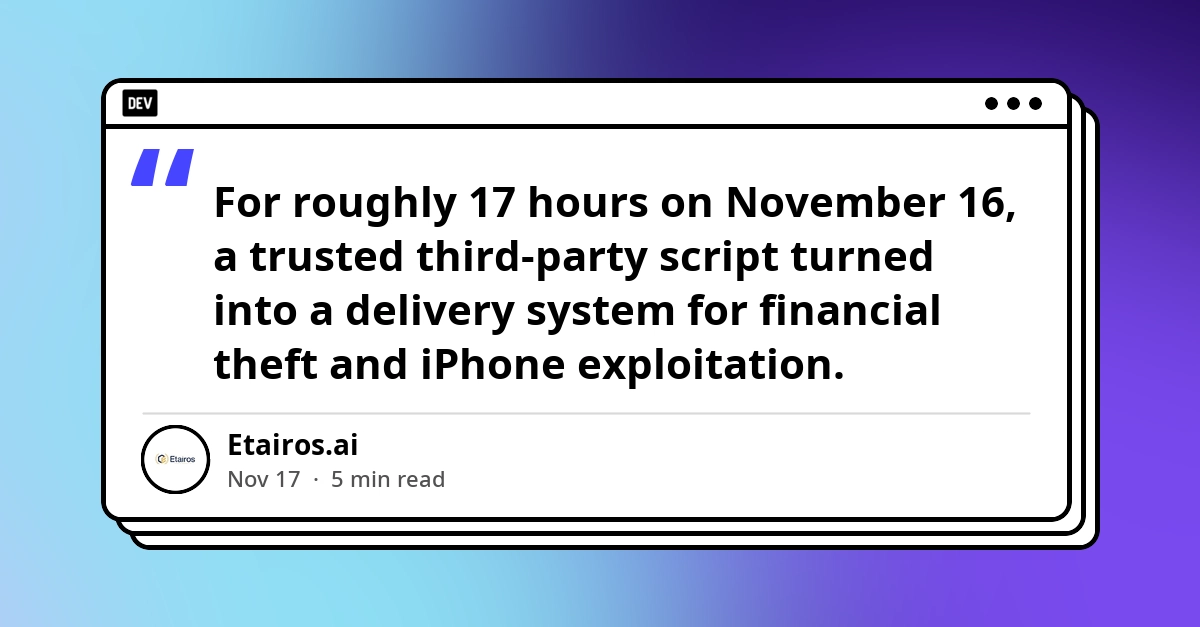 DEV
“
For roughly 17 hours on November 16,
a trusted third-party script turned
into a delivery system for financial
theft and iPhone exploitation.
Etairos
Etairos.ai
Nov 17 · 5 min read